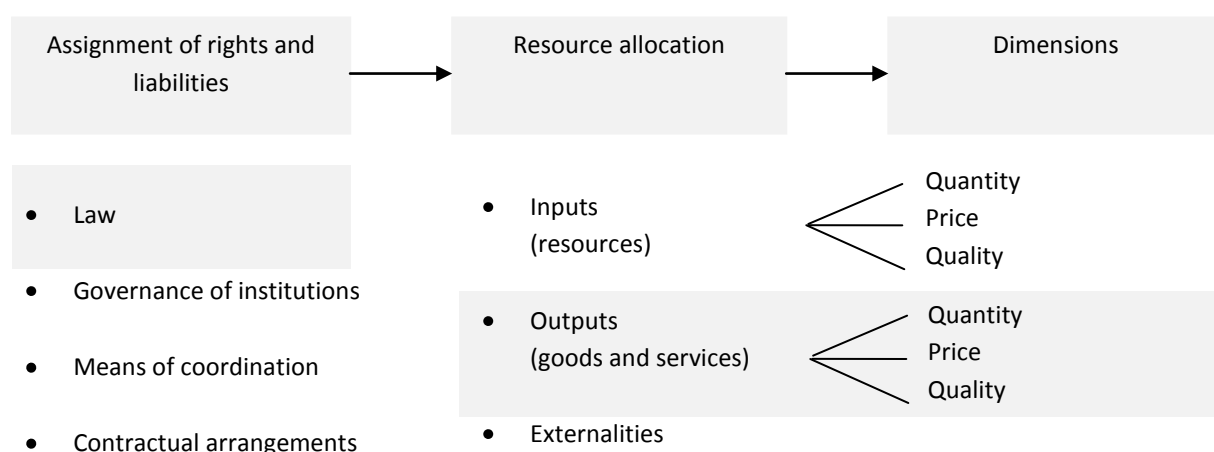 Assignment of rights and
liabilities
Resource allocation
Dimensions
• Law
• Governance of institutions
• Means of coordination
• Contractual arrangements
• Inputs
(resources)
Quantity
Price
Quality
• Outputs
(goods and services)
Quantity
Price
Quality
• Externalities